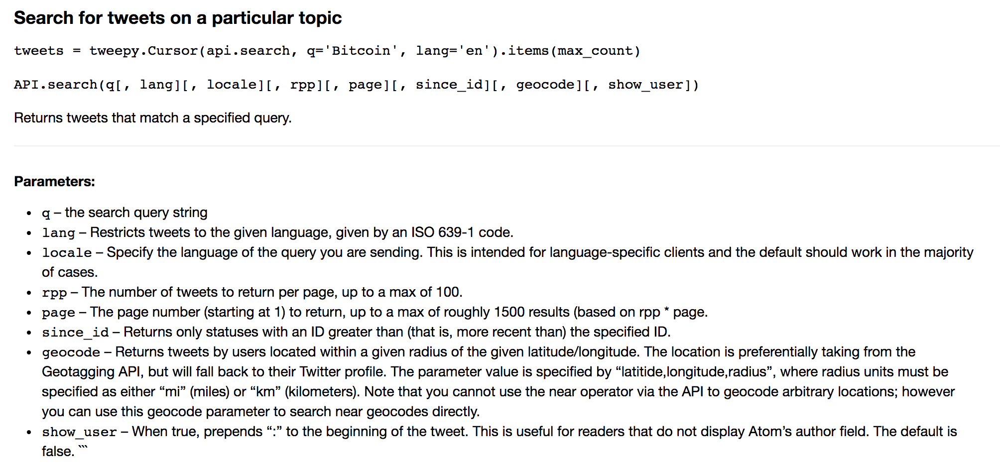 Search for tweets on a particular topic
tweets = tweepy.Cursor(api.search, q='Bitcoin', lang='en').items(max_count)
API.search(q[, lang][, locale][, rpp][, page][, since_id][, geocode][, show_user])
Returns tweets that match a specified query.
Parameters:
• q – the search query string
• lang – Restricts tweets to the given language, given by an ISO 639-1 code.
• locale – Specify the language of the query you are sending. This is intended for language-specific clients and the default should work in the majority
of cases.
• rpp – The number of tweets to return per page, up to a max of 100.
• page – The page number (starting at 1) to return, up to a max of roughly 1500 results (based on rpp * page.
• since_id – Returns only statuses with an ID greater than (that is, more recent than) the specified ID.
• geocode – Returns tweets by users located within a given radius of the given latitude/longitude. The location is preferentially taking from the
Geotagging API, but will fall back to their Twitter profile. The parameter value is specified by “latitide,longitude,radius”, where radius units must be
specified as either “mi” (miles) or “km” (kilometers). Note that you cannot use the near operator via the API to geocode arbitrary locations; however
you can use this geocode parameter to search near geocodes directly.
• show_user – When true, prepends “:” to the beginning of the tweet. This is useful for readers that do not display Atom’s author field. The default is
false. ```